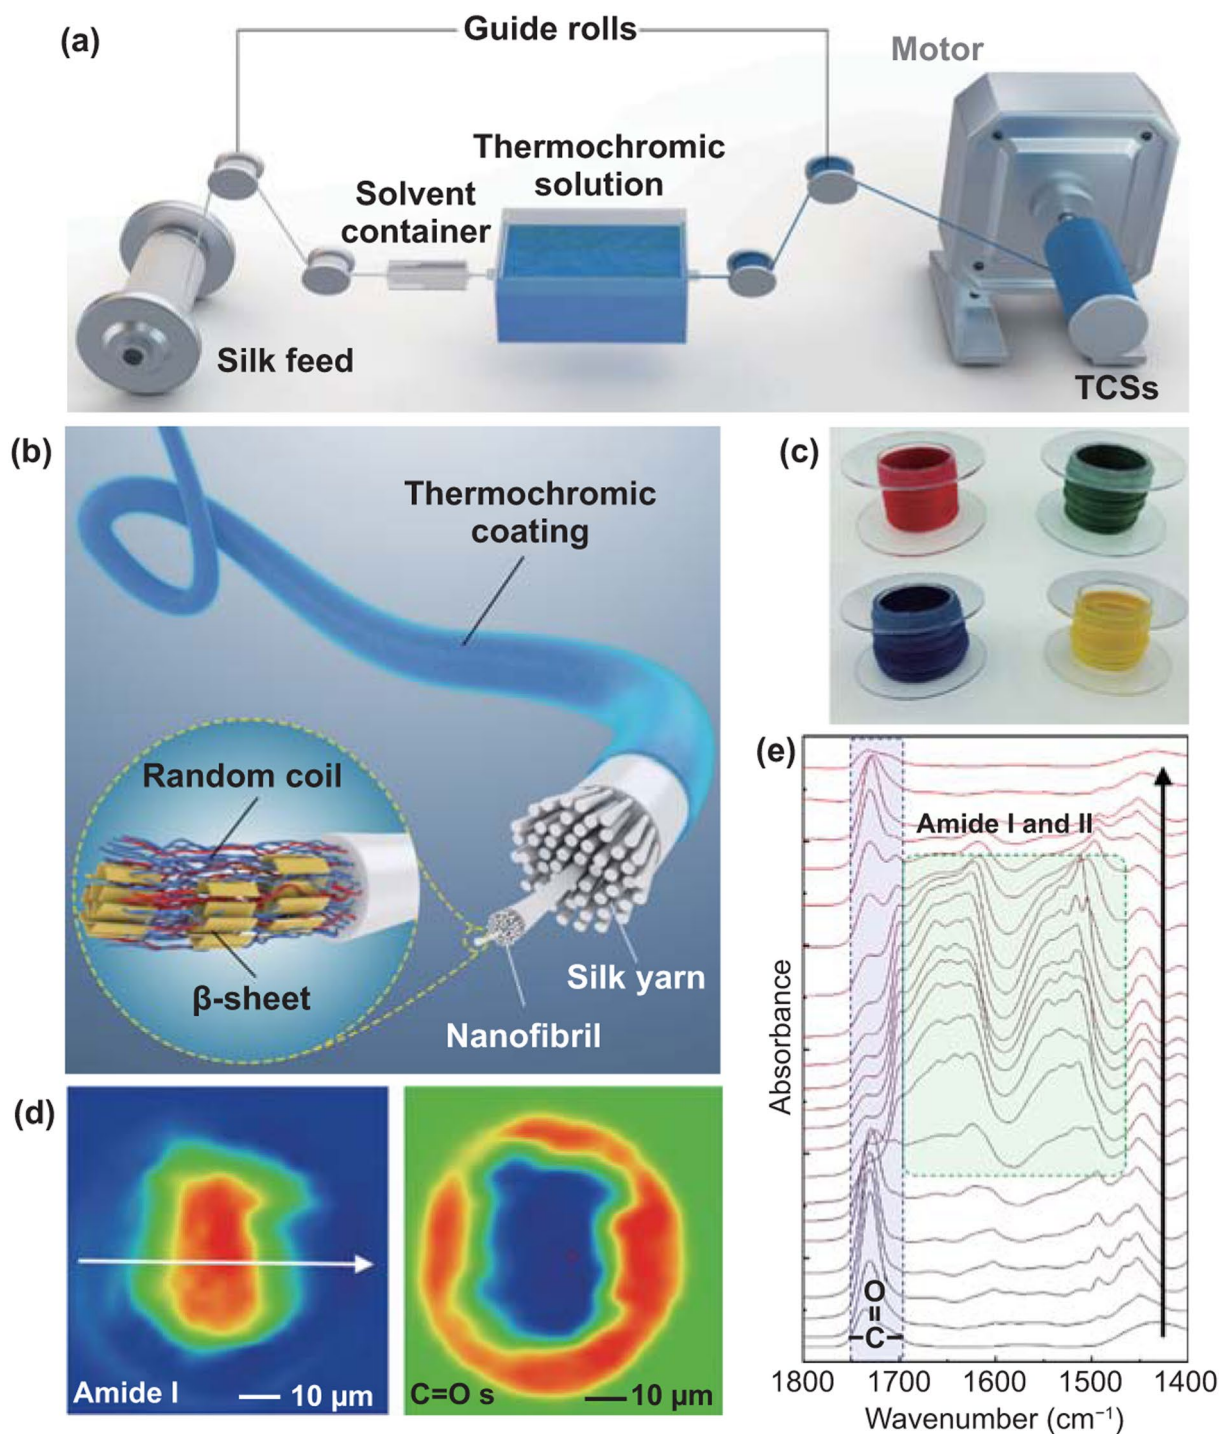 (a)
Guide rolls
Motor
Thermochromic
solution
Solvent
container
Silk feed
TCSs
(b)
Thermochromic
coating
Random coil
β-sheet
Silk yarn
Nanofibril
(c)
(d)
Amide I
10 µm
C=O s
10 µm
(e)
Amide I and II
Absorbance
O
=
–C–
1800 1700 1600 1500 1400
Wavenumber (cm⁻¹)